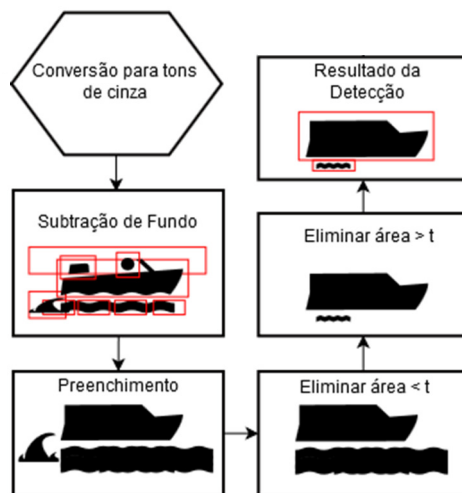 Conversão para tons
de cinza
Subtração de Fundo
Preenchimento
Eliminar área < t
Eliminar área > t
Resultado da
Detecção